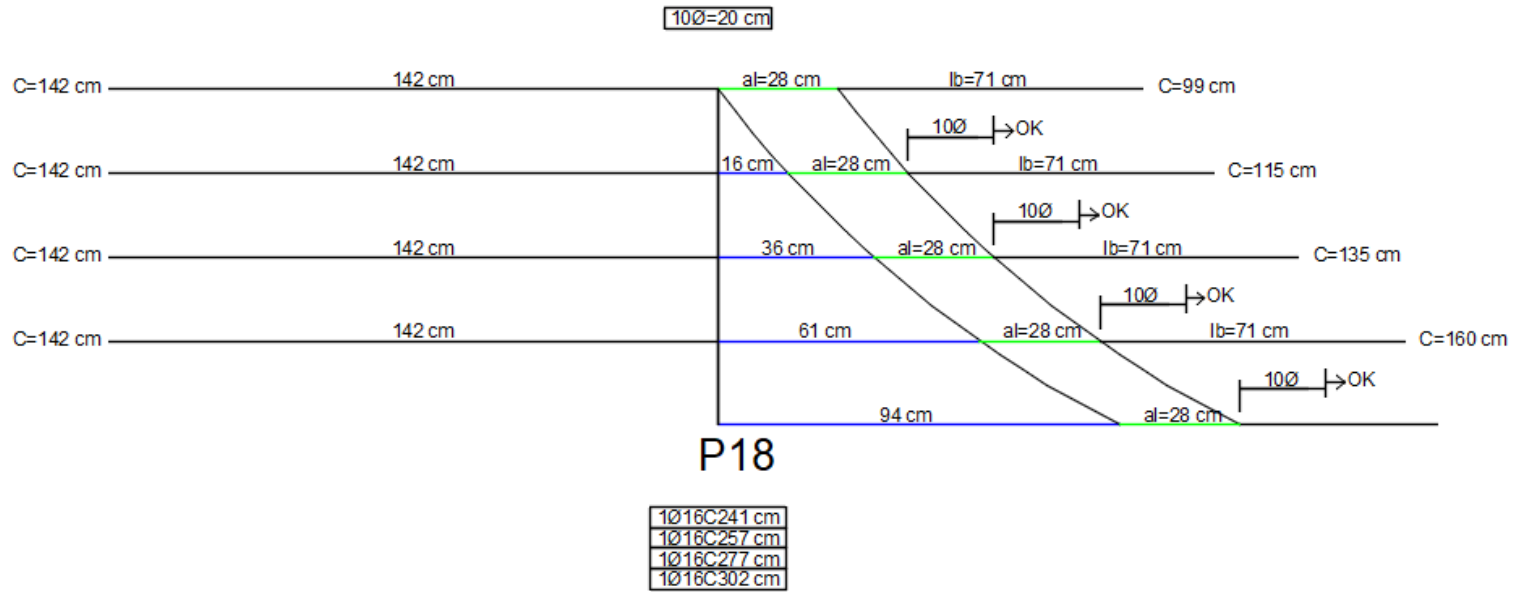 10Ø=20 cm
C=142 cm 142 cm al=28 cm lb=71 cm C=99 cm
10Ø OK
C=142 cm 142 cm 16 cm al=28 cm lb=71 cm C=115 cm
10Ø OK
C=142 cm 142 cm 36 cm al=28 cm lb=71 cm C=135 cm
10Ø OK
C=142 cm 142 cm 61 cm al=28 cm lb=71 cm C=160 cm
10Ø OK
94 cm al=28 cm
P18
1Ø16C241 cm
1Ø16C257 cm
1Ø16C277 cm
1Ø16C302 cm